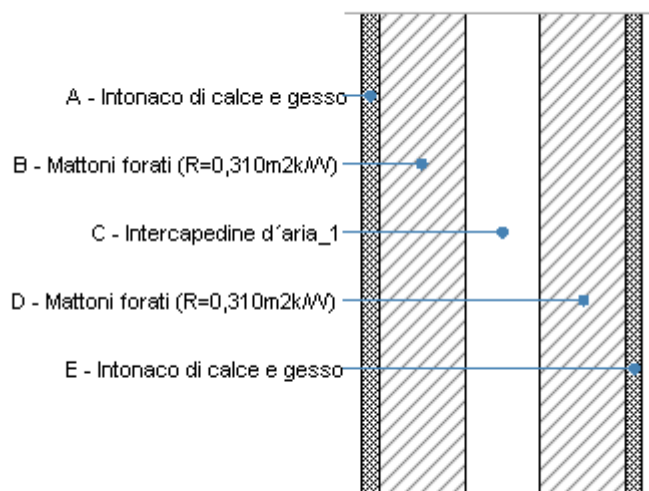 A - Intonaco di calce e gesso
B - Mattoni forati (R=0,310m2k/W)
C - Intercapedine d´aria_1
D - Mattoni forati (R=0,310m2k/W)
E - Intonaco di calce e gesso